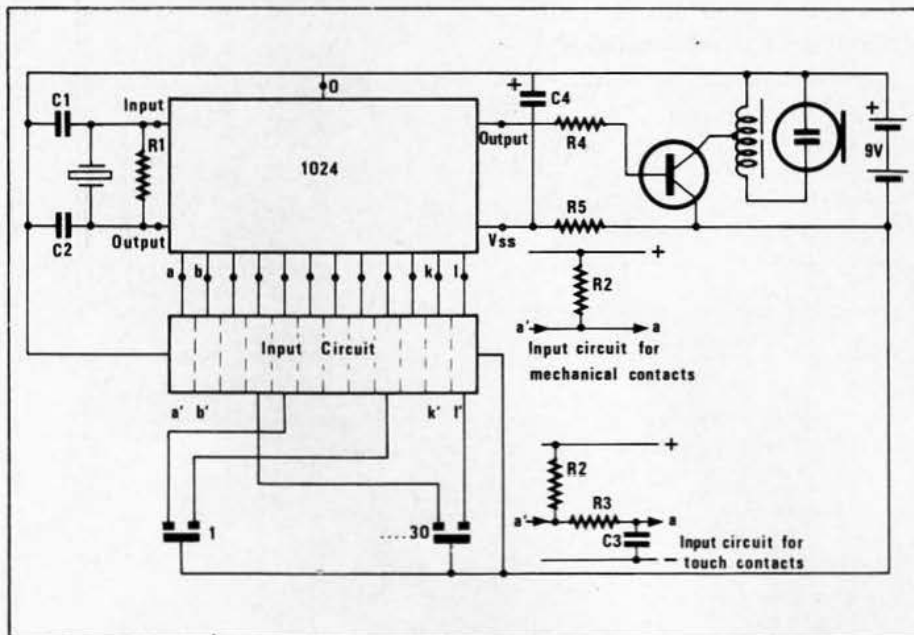 0
C1
Input
+
C4
Output
R4
1024
R1
+
9V
R5
C2
Output
Vss
a b k l
+
R2
a' a
Input circuit for
mechanical contacts
Input Circuit
a' b' k' l'
+
R2
R3
a' a
C3
1
....30
Input circuit for
touch contacts